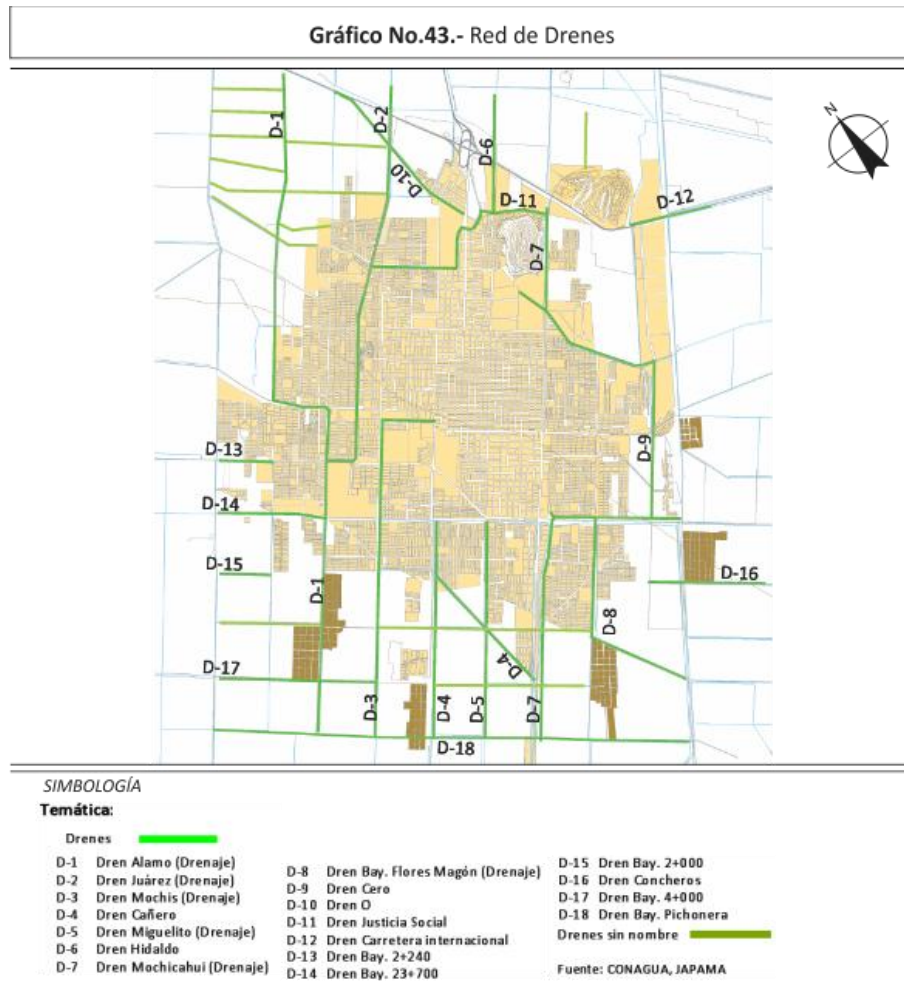 Gráfico No.43.- Red de Drenes
N
D-1
D-2
D-6
D-10
D-11
D-12
D-7
D-13
D-9
D-14
D-15
D-1
D-16
D-8
D-17
D-4
D-3
D-4
D-5
D-7
D-18
SIMBOLOGÍA
Temática:
Drenes
D-1 Dren Alamo (Drenaje)
D-2 Dren Juárez (Drenaje)
D-3 Dren Mochis (Drenaje)
D-4 Dren Cañero
D-5 Dren Miguelito (Drenaje)
D-6 Dren Hidaldo
D-7 Dren Mochicahui (Drenaje)
D-8 Dren Bay. Flores Magón (Drenaje)
D-9 Dren Cero
D-10 Dren O
D-11 Dren Justicia Social
D-12 Dren Carretera internacional
D-13 Dren Bay. 2+240
D-14 Dren Bay. 23+700
D-15 Dren Bay. 2+000
D-16 Dren Concheros
D-17 Dren Bay. 4+000
D-18 Dren Bay. Pichonera
Drenes sin nombre
Fuente: CONAGUA, JAPAMA